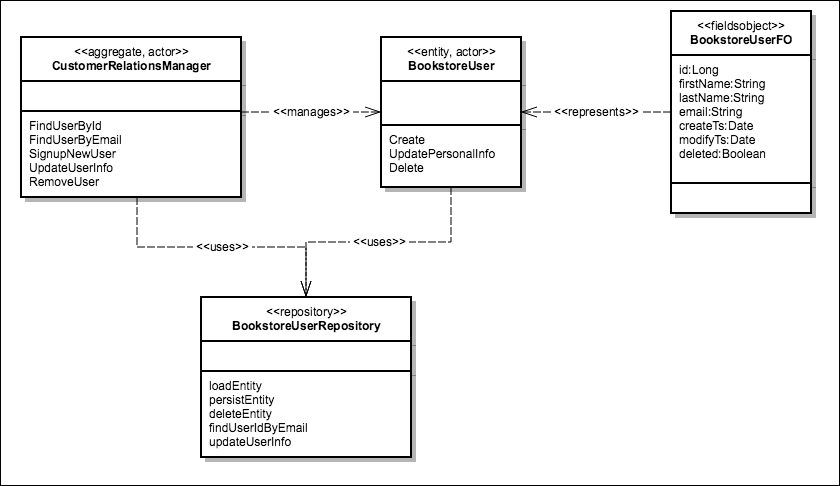 <<aggregate, actor>>
CustomerRelationsManager
FindUserById
FindUserByEmail
SignupNewUser
UpdateUserInfo
RemoveUser
<<manages>>
<<entity, actor>>
BookstoreUser
Create
UpdatePersonalInfo
Delete
<<represents>>
<<fieldsobject>>
BookstoreUserFO
id:Long
firstName:String
lastName:String
email:String
createTs:Date
modifyTs:Date
deleted:Boolean
<<uses>>
<<uses>>
<<repository>>
BookstoreUserRepository
loadEntity
persistEntity
deleteEntity
findUserIdByEmail
updateUserInfo